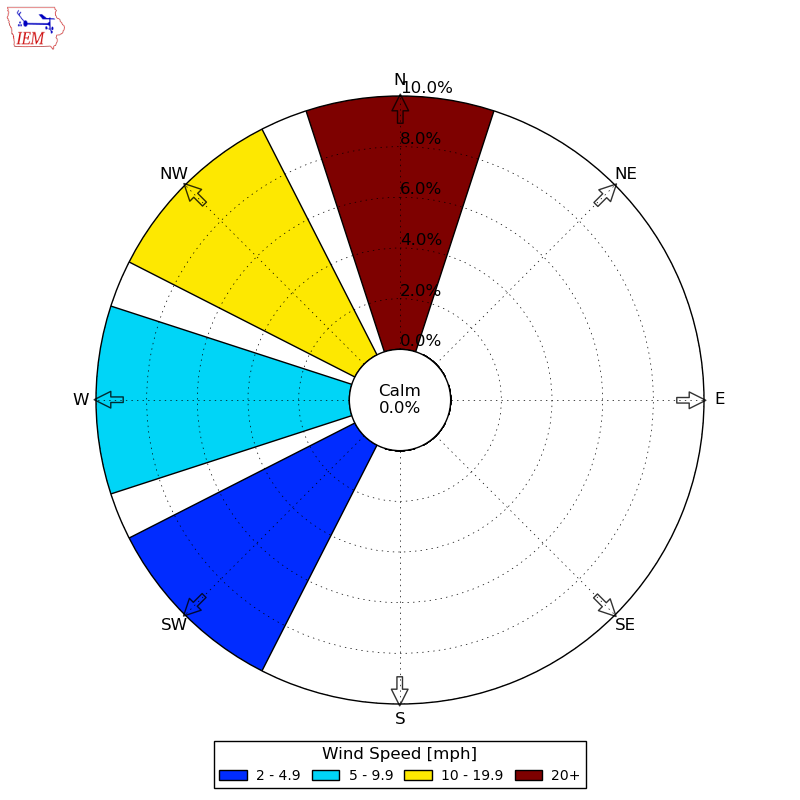 IEM
N
10.0%
8.0%
NW
NE
6.0%
4.0%
2.0%
0.0%
W
Calm
0.0%
E
SW
SE
S
Wind Speed [mph]
2 - 4.9 5 - 9.9 10 - 19.9 20+